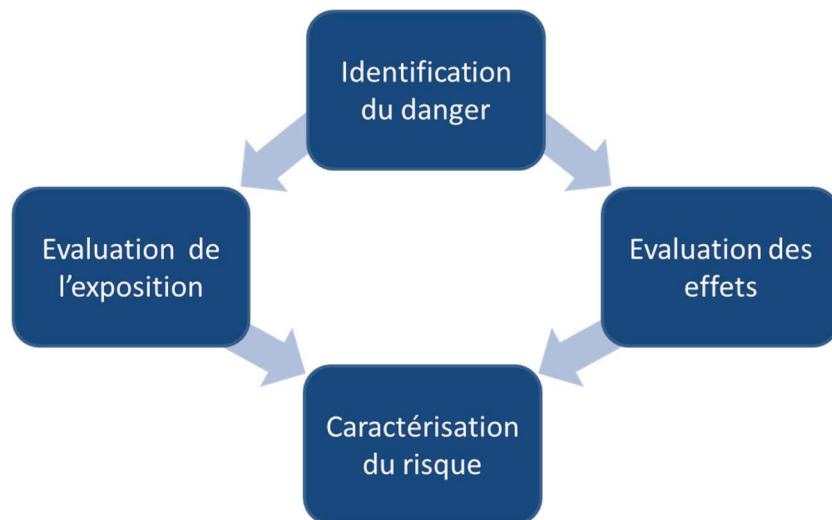 Identification
du danger
Evaluation de
l’exposition
Evaluation des
effets
Caractérisation
du risque